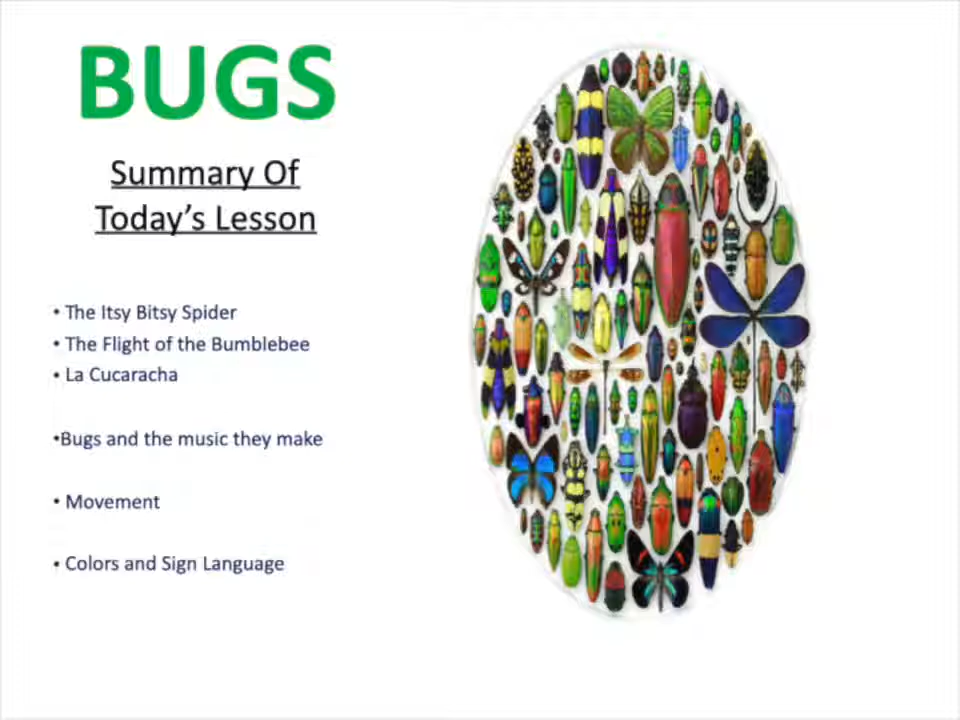 BUGS
Summary Of
Today's Lesson
• The Itsy Bitsy Spider
• The Flight of the Bumblebee
• La Cucaracha
•Bugs and the music they make
• Movement
• Colors and Sign Language